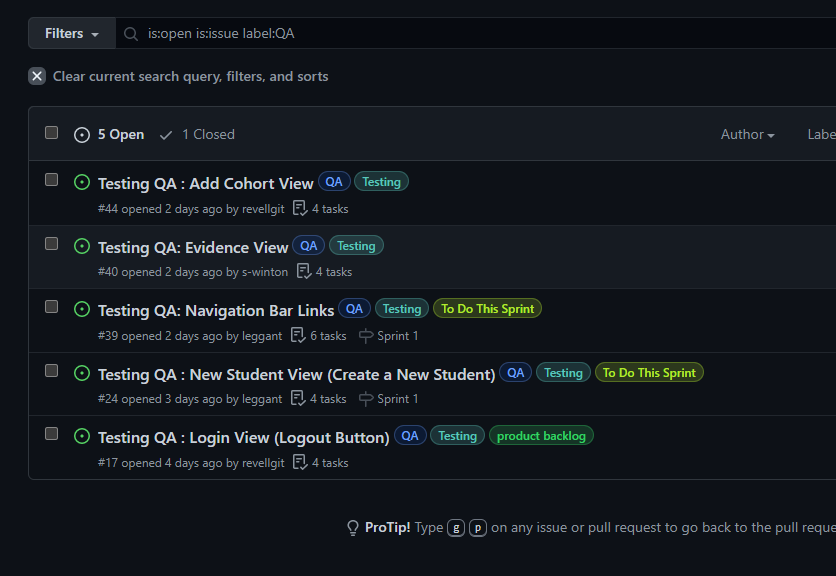 Filters
is:open is:issue label:QA
Clear current search query, filters, and sorts
5 Open 1 Closed Author Labe
Testing QA : Add Cohort View QA Testing
#44 opened 2 days ago by revellgit 4 tasks
Testing QA: Evidence View QA Testing
#40 opened 2 days ago by s-winton 4 tasks
Testing QA: Navigation Bar Links QA Testing To Do This Sprint
#39 opened 2 days ago by leggant 6 tasks Sprint 1
Testing QA : New Student View (Create a New Student) QA Testing To Do This Sprint
#24 opened 3 days ago by leggant 4 tasks Sprint 1
Testing QA : Login View (Logout Button) QA Testing product backlog
#17 opened 4 days ago by revellgit 4 tasks
ProTip! Type g p on any issue or pull request to go back to the pull reque